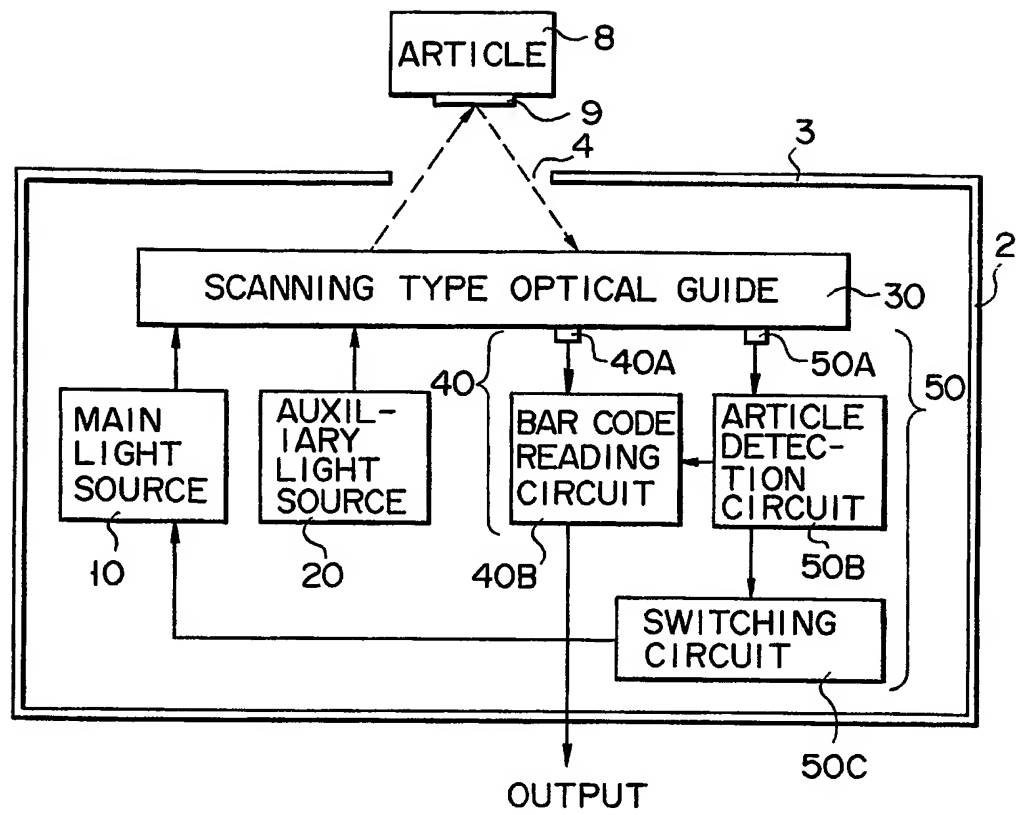 ARTICLE
8
9
4
3
2
SCANNING TYPE OPTICAL GUIDE
30
40A
50A
40
50
MAIN
LIGHT
SOURCE
10
AUXIL-
IARY
LIGHT
SOURCE
20
BAR CODE
READING
CIRCUIT
40B
ARTICLE
DETEC-
TION
CIRCUIT
50B
SWITCHING
CIRCUIT
50C
OUTPUT